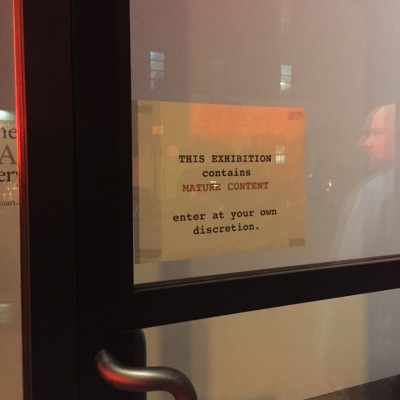 THIS EXHIBITION
contains
MATURE CONTENT
enter at your own
discretion.